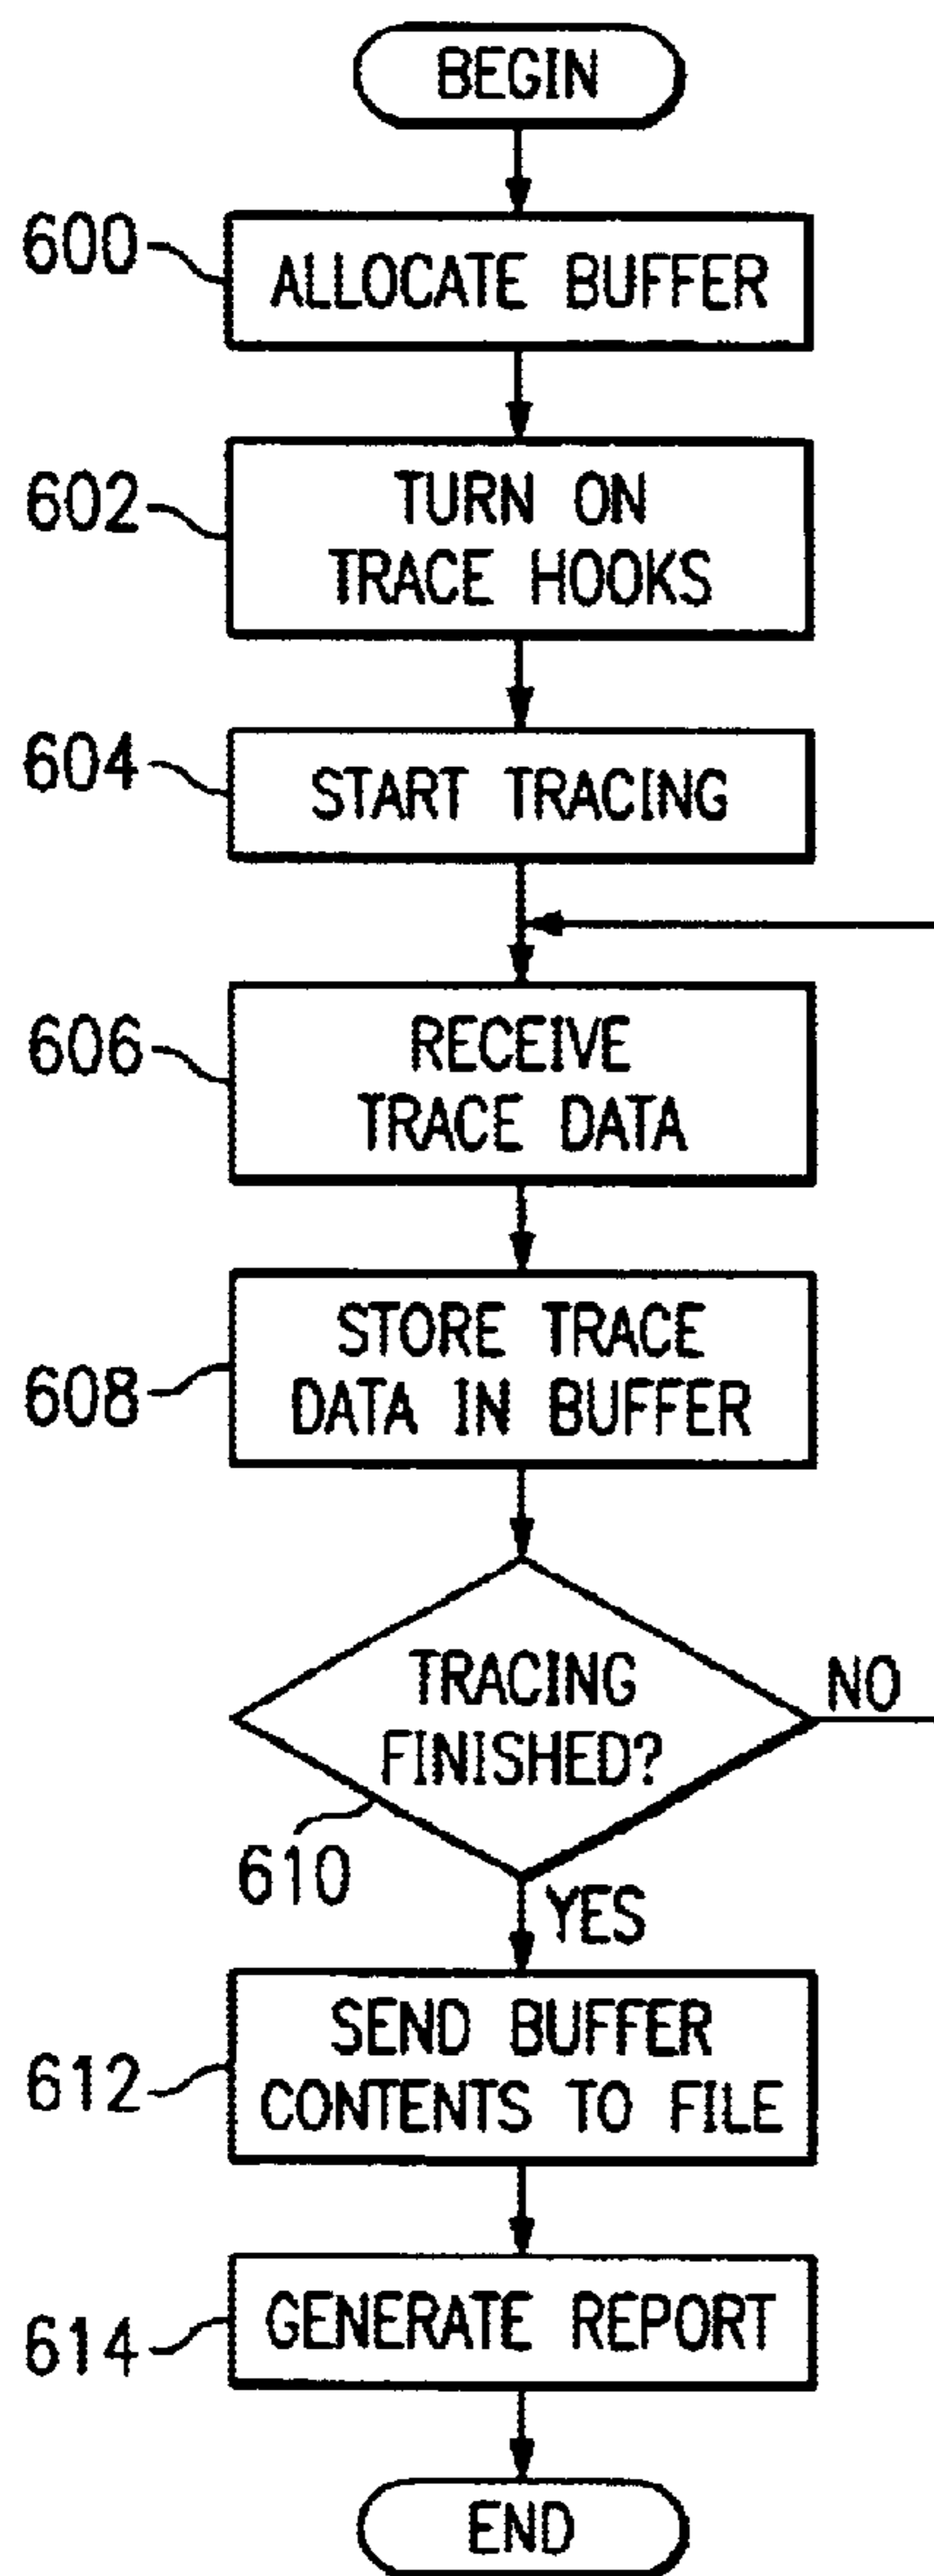 BEGIN
600
ALLOCATE BUFFER
602
TURN ON
TRACE HOOKS
604
START TRACING
606
RECEIVE
TRACE DATA
608
STORE TRACE
DATA IN BUFFER
TRACING
FINISHED?
NO
610
YES
612
SEND BUFFER
CONTENTS TO FILE
614
GENERATE REPORT
END